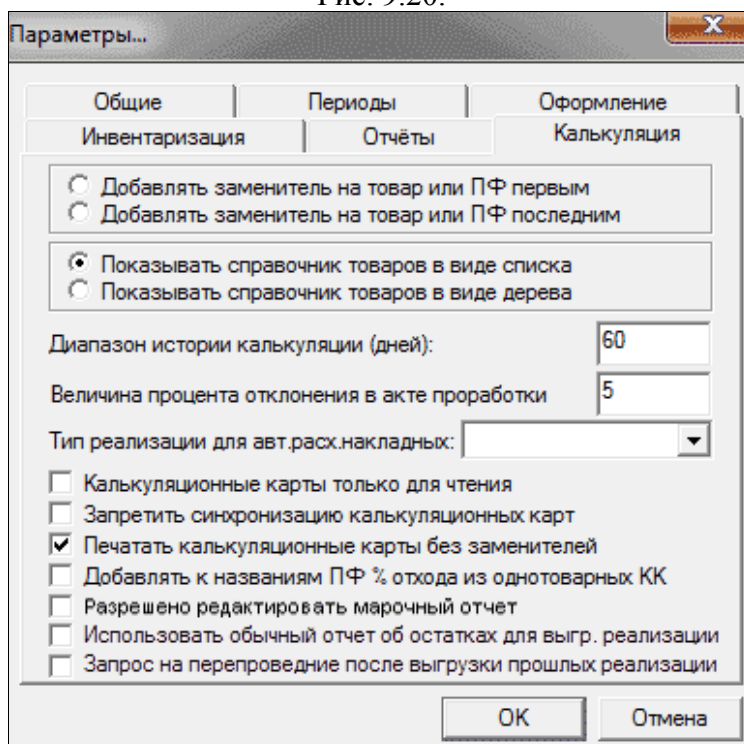 Рис. 9.20.
Параметры...
Общие
Периоды
Оформление
Инвентаризация
Отчёты
Калькуляция
Добавлять заменитель на товар или ПФ первым
Добавлять заменитель на товар или ПФ последним
Показывать справочник товаров в виде списка
Показывать справочник товаров в виде дерева
Диапазон истории калькуляции (дней): 60
Величина процента отклонения в акте проработки 5
Тип реализации для авт.расх.накладных:
Калькуляционные карты только для чтения
Запретить синхронизацию калькуляционных карт
Печатать калькуляционные карты без заменителей
Добавлять к названиям ПФ % отхода из однотоварных КК
Разрешено редактировать марочный отчет
Использовать обычный отчет об остатках для выгр. реализации
Запрос на перепроведние после выгрузки прошлых реализации
OK
Отмена